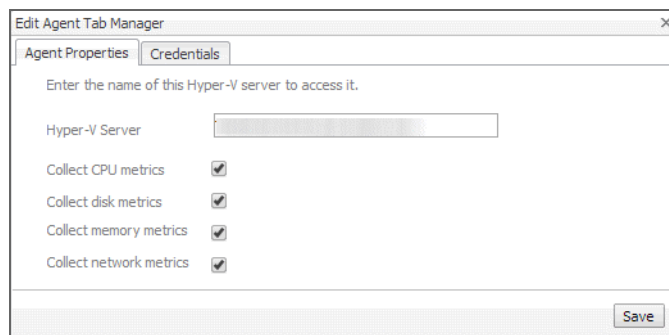 Edit Agent Tab Manager
Agent Properties
Credentials
Enter the name of this Hyper-V server to access it.
Hyper-V Server
Collect CPU metrics
Collect disk metrics
Collect memory metrics
Collect network metrics
Save